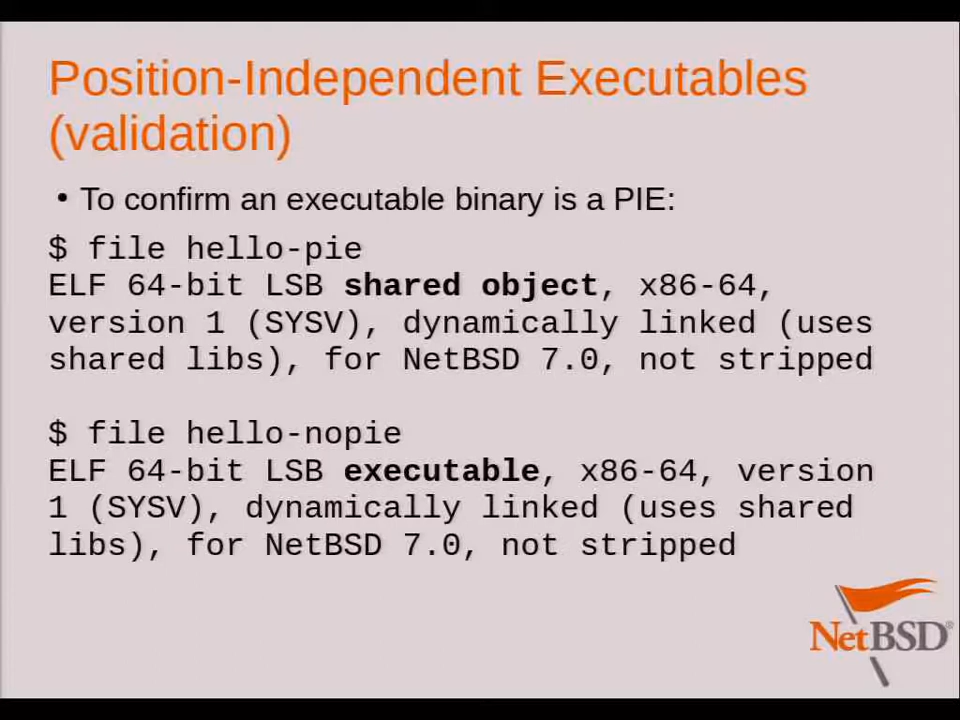 Position-Independent Executables
(validation)
• To confirm an executable binary is a PIE:
$ file hello-pie
ELF 64-bit LSB shared object, x86-64,
version 1 (SYSV), dynamically linked (uses
shared libs), for NetBSD 7.0, not stripped
$ file hello-nopie
ELF 64-bit LSB executable, x86-64, version
1 (SYSV), dynamically linked (uses shared
libs), for NetBSD 7.0, not stripped
NetBSD®